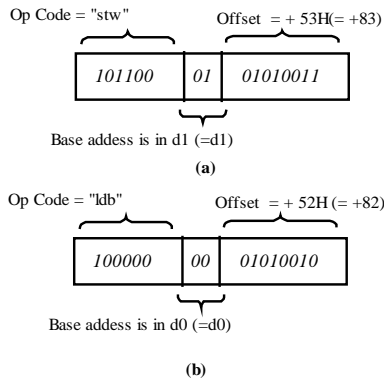 Op Code = "stw" Offset = + 53H(= +83)
101100 01 01010011
Base addess is in d1 (=d1)
(a)
Op Code = "ldb" Offset = + 52H (= +82)
100000 00 01010010
Base addess is in d0 (=d0)
(b)